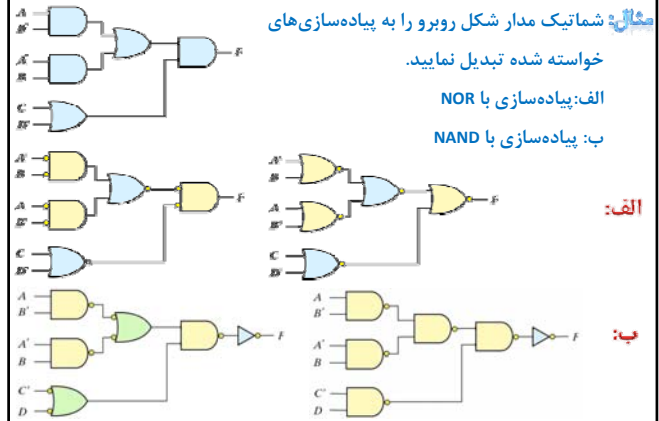 مثال: شماتیک مدار شکل روبرو را به پیاده‌سازی‌های
خواسته شده تبدیل نمایید.
الف:پیاده‌سازی با NOR
ب: پیاده‌سازی با NAND
A
B'
A'
B
C
D'
F
الف:
A'
B
A
B'
C
D'
F
A'
B
A
B'
C
D'
F
ب:
A
B'
A'
B
C'
D
F
A
B'
A'
B
C'
D
F